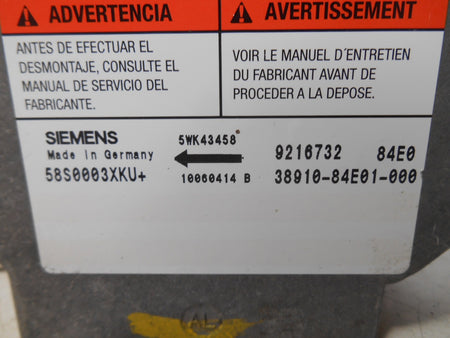 ADVERTENCIA
ANTES DE EFECTUAR EL
DESMONTAJE, CONSULTE EL
MANUAL DE SERVICIO DEL
FABRICANTE.
AVERTISSEMENT
VOIR LE MANUEL D´ENTRETIEN
DU FABRICANT AVANT DE
PROCEDER A LA DEPOSE.
SIEMENS 5WK43458 9216732 84E0
Made in Germany
58S0003XKU+ 10060414 B 38910-84E01-000
AL